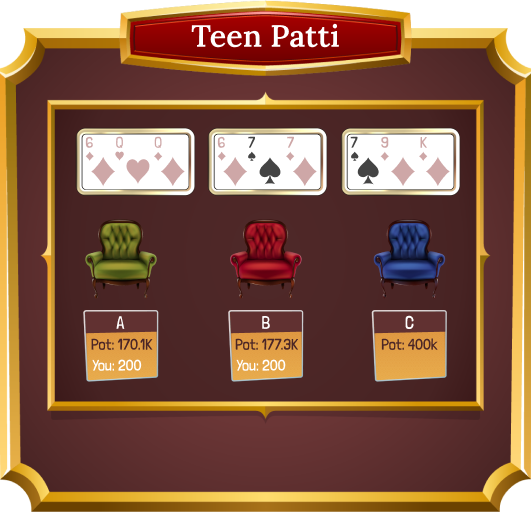 Teen Patti
6 Q Q
6 7 7
7 9 K
A
Pot: 170.1K
You: 200
B
Pot: 177.3K
You: 200
C
Pot: 400k